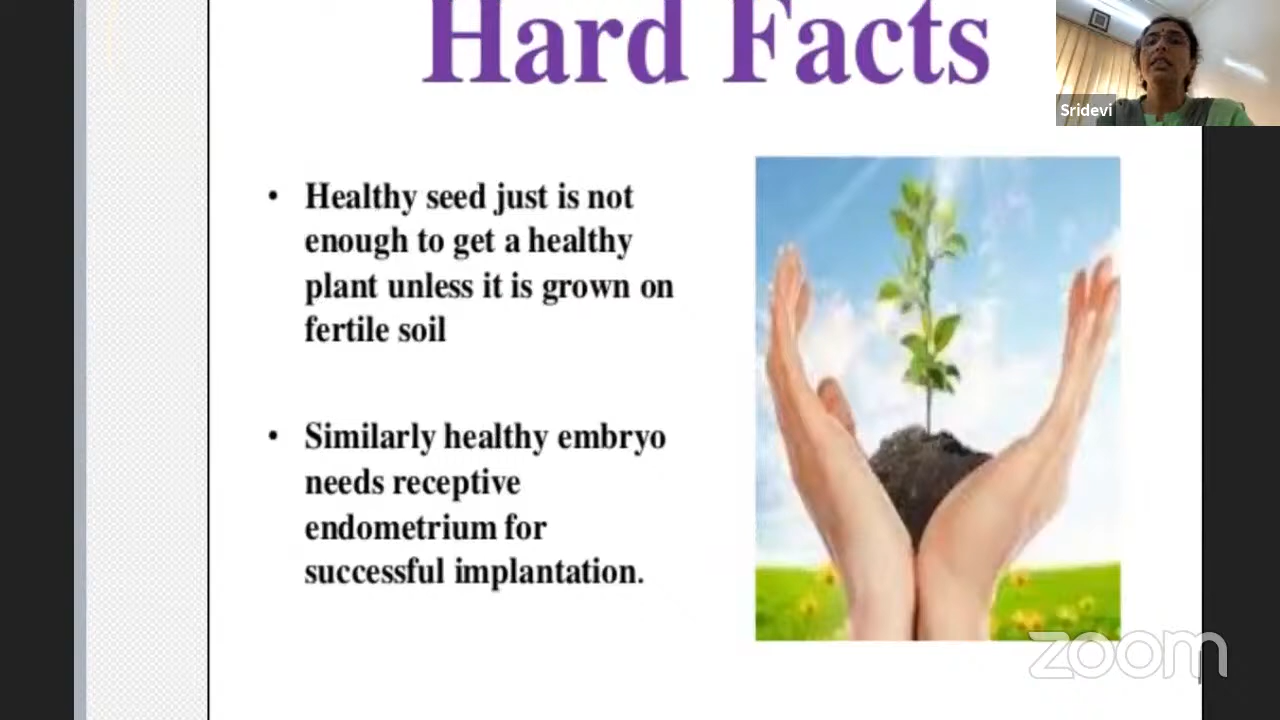 Hard Facts
Sridevi
• Healthy seed just is not
enough to get a healthy
plant unless it is grown on
fertile soil
• Similarly healthy embryo
needs receptive
endometrium for
successful implantation.
zoom